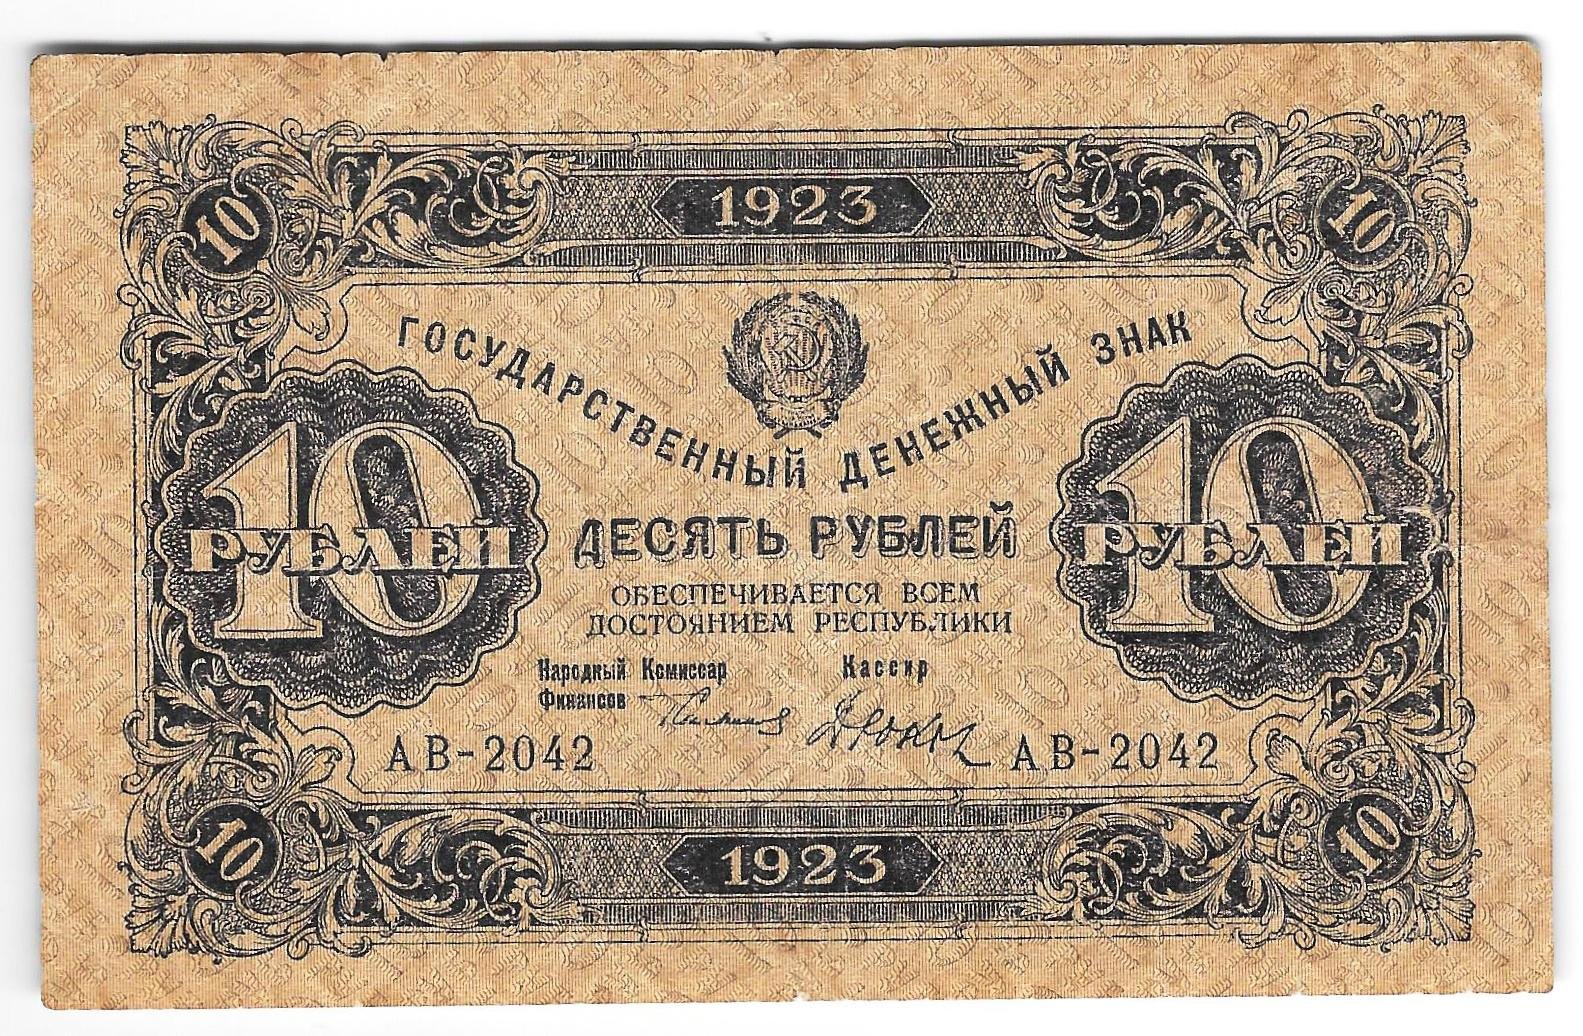 1923
10
10
ГОСУДАРСТВЕННЫЙ ДЕНЕЖНЫЙ ЗНАК
10
РУБЛЕЙ
10
РУБЛЕЙ
ДЕСЯТЬ РУБЛЕЙ
ОБЕСПЕЧИВАЕТСЯ ВСЕМ
ДОСТОЯНИЕМ РЕСПУБЛИКИ
Народный Комиссар
Финансов
Кассир
АВ-2042
АВ-2042
10
10
1923